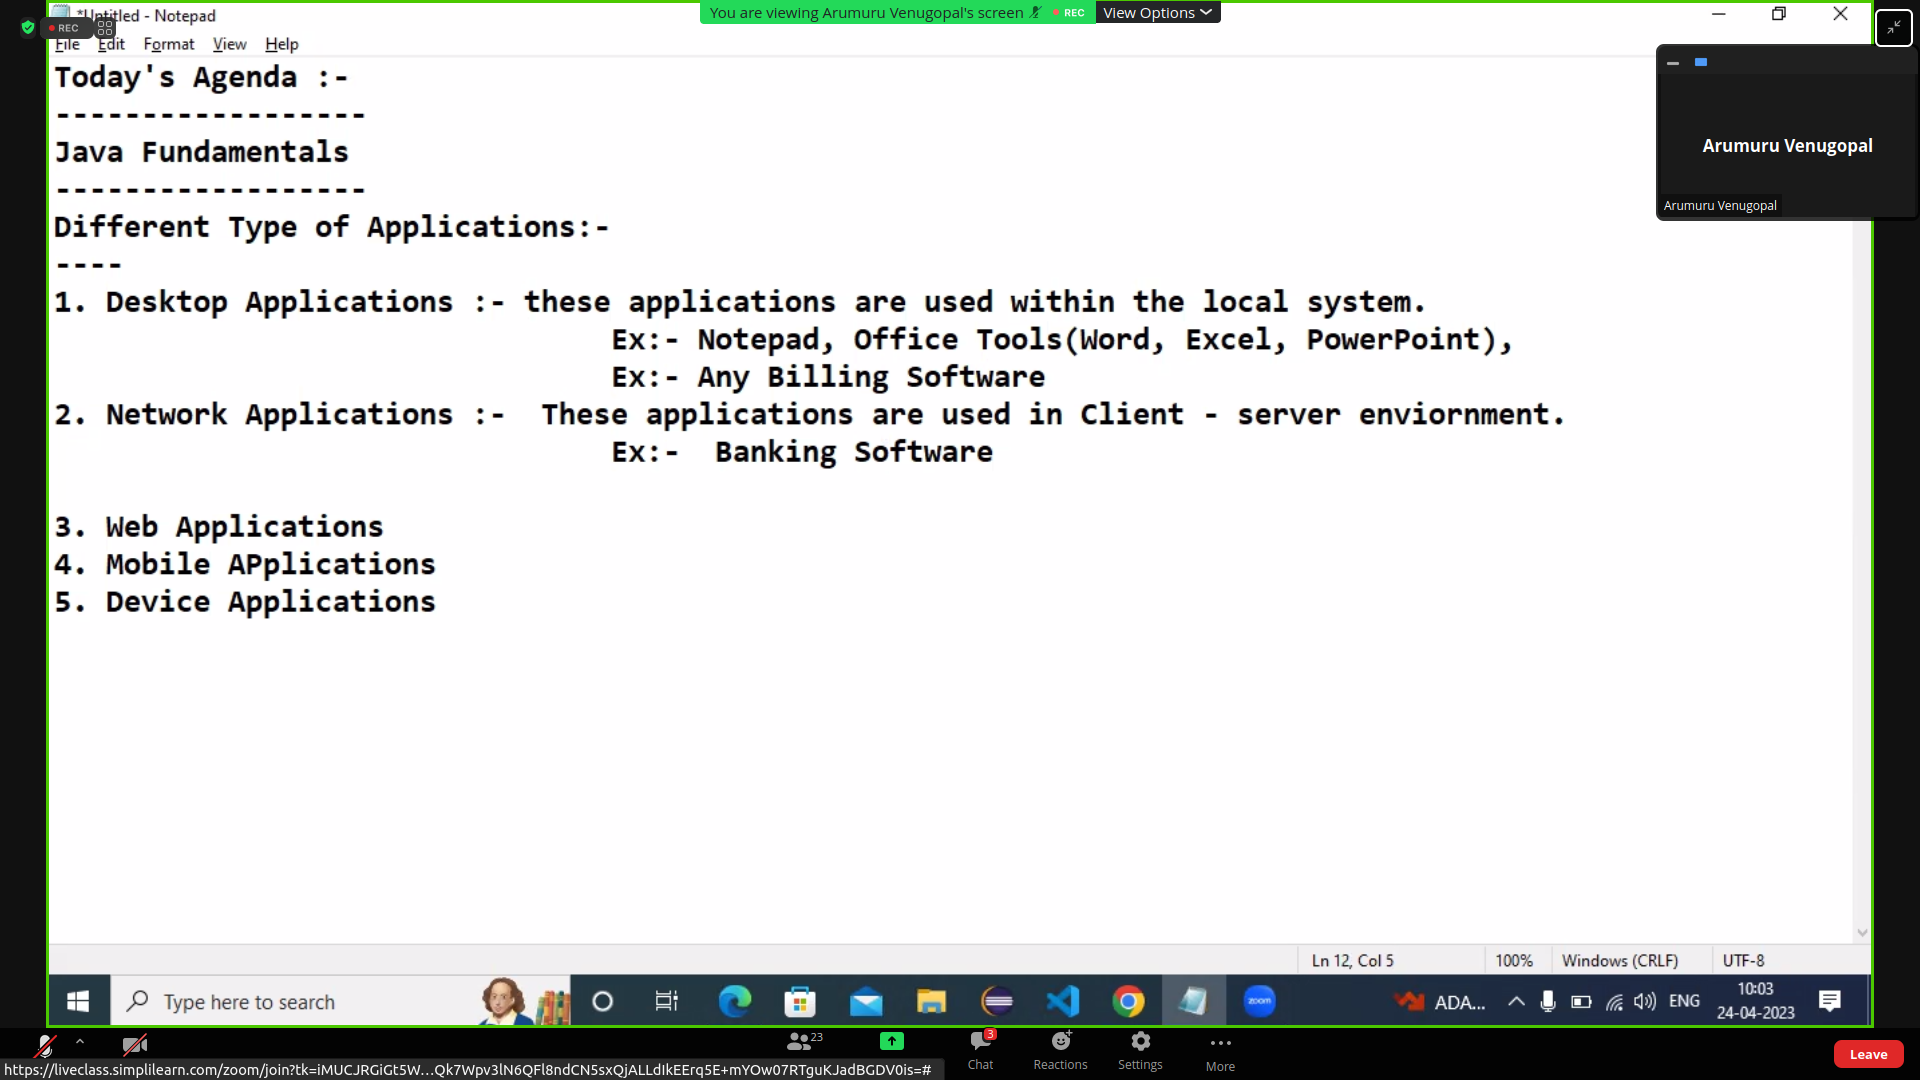 *Untitled - Notepad
REC
You are viewing Arumuru Venugopal's screen REC View Options
File Edit Format View Help
Today's Agenda :-
------------------
Java Fundamentals
------------------
Different Type of Applications:-
----
1. Desktop Applications :- these applications are used within the local system.
Ex:- Notepad, Office Tools(Word, Excel, PowerPoint),
Ex:- Any Billing Software
2. Network Applications :- These applications are used in Client - server enviornment.
Ex:- Banking Software
3. Web Applications
4. Mobile APplications
5. Device Applications
Arumuru Venugopal
Arumuru Venugopal
Ln 12, Col 5 100% Windows (CRLF) UTF-8
Type here to search
zoom
ADA... ENG
10:03
24-04-2023
23
3
Chat Reactions Settings More
Leave
https://liveclass.simplilearn.com/zoom/join?tk=iMUCJRGiGt5W...Qk7Wpv3lN6QFl8ndCN5sxQjALLdIkEErq5E+mYOw07RTguKJadBGDV0is=#